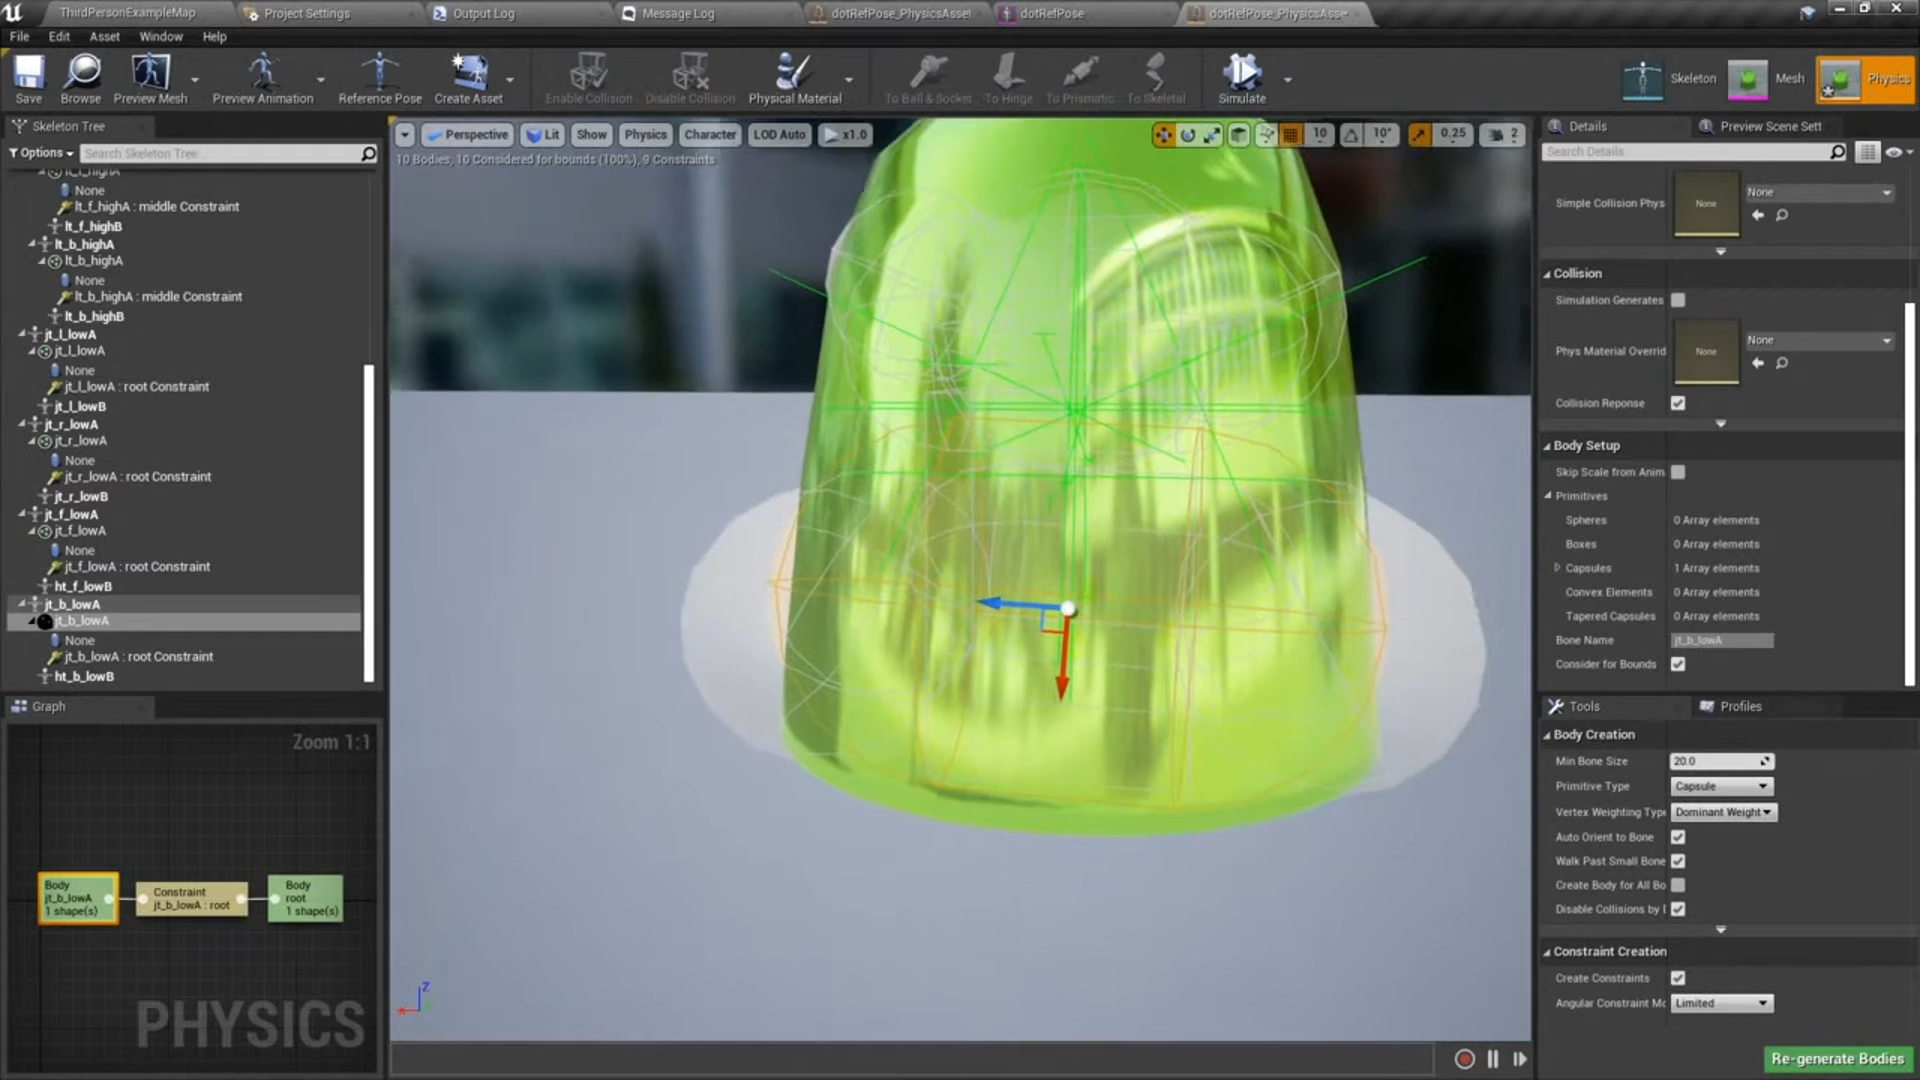 ThirdPersonExampleMap
Project Settings
Output Log
Message Log
dotRefPose_PhysicsAsset
dotRefPose
dotRefPose_PhysicsAsse
File Edit Asset Window Help
Save
Browse
Preview Mesh
Preview Animation
Reference Pose
Create Asset
Enable Collision
Disable Collision
Physical Material
To Ball & Socket
To Hinge
To Prismatic
To Skeletal
Simulate
Skeleton
Mesh
Physics
Skeleton Tree
Options
Search Skeleton Tree...
None
lt_f_highA : middle Constraint
lt_f_highB
lt_b_highA
lt_b_highA
None
lt_b_highA : middle Constraint
lt_b_highB
jt_l_lowA
jt_l_lowA
None
jt_l_lowA : root Constraint
jt_l_lowB
jt_r_lowA
jt_r_lowA
None
jt_r_lowA : root Constraint
jt_r_lowB
jt_f_lowA
jt_f_lowA
None
jt_f_lowA : root Constraint
ht_f_lowB
jt_b_lowA
jt_b_lowA
None
jt_b_lowA : root Constraint
ht_b_lowB
Graph
Zoom 1:1
Body
jt_b_lowA
1 shape(s)
Constraint
jt_b_lowA : root
Body
root
1 shape(s)
PHYSICS
Perspective
Lit
Show
Physics
Character
LOD Auto
x1.0
10
10°
0.25
2
10 Bodies, 10 Considered for bounds (100%), 9 Constraints
Z
Details
Preview Scene Sett
Search Details
Simple Collision Phys
None
None
Collision
Simulation Generates
Phys Material Overrid
None
None
Collision Reponse
Body Setup
Skip Scale from Anim
Primitives
Spheres 0 Array elements
Boxes 0 Array elements
Capsules 1 Array elements
Convex Elements 0 Array elements
Tapered Capsules 0 Array elements
Bone Name jt_b_lowA
Consider for Bounds
Tools
Profiles
Body Creation
Min Bone Size 20.0
Primitive Type Capsule
Vertex Weighting Type Dominant Weight
Auto Orient to Bone
Walk Past Small Bone
Create Body for All Bo
Disable Collisions by D
Constraint Creation
Create Constraints
Angular Constraint Mo Limited
Re-generate Bodies